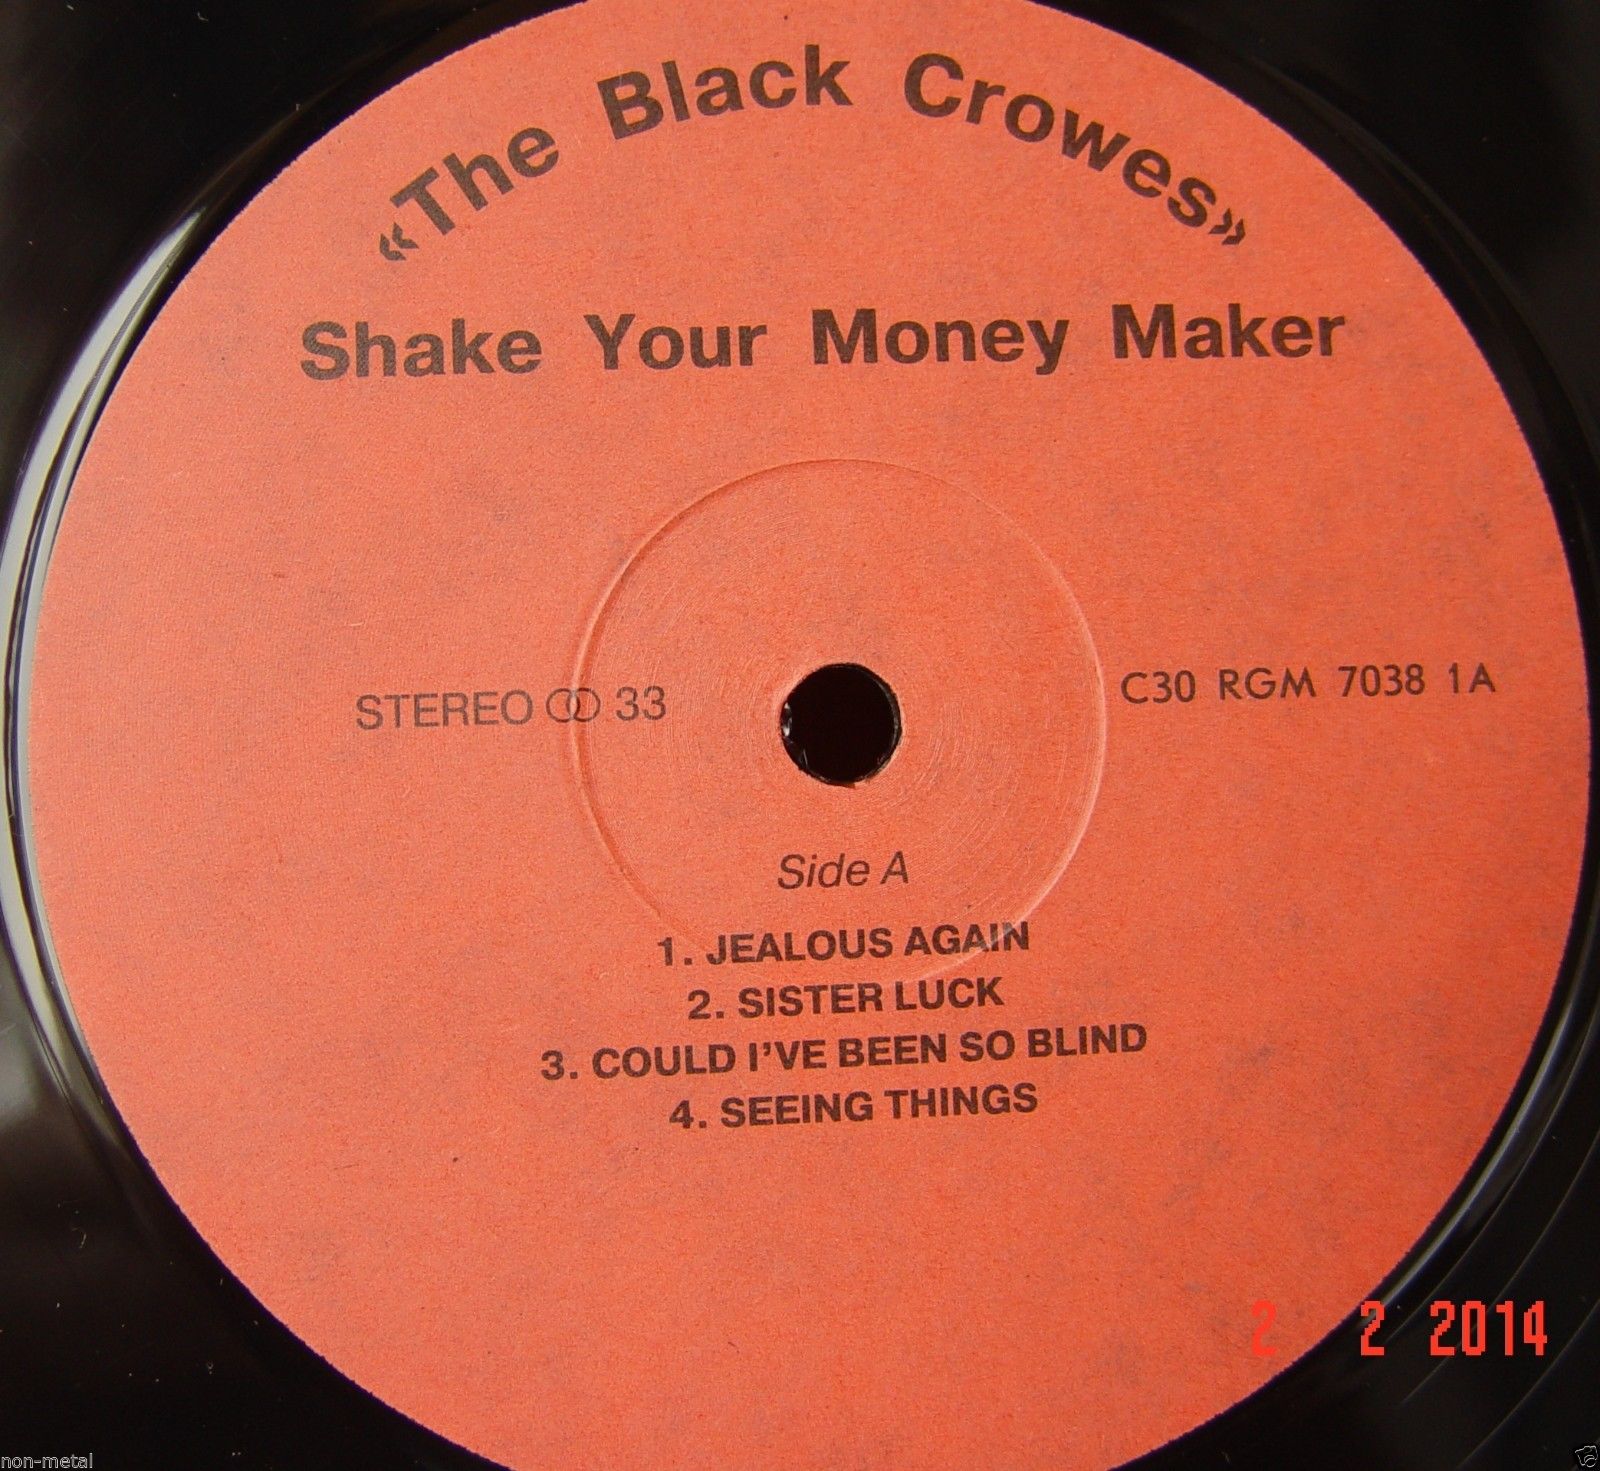 «The Black Crowes»
Shake Your Money Maker
STEREO 33
C30 RGM 7038 1A
Side A
1. JEALOUS AGAIN
2. SISTER LUCK
3. COULD I'VE BEEN SO BLIND
4. SEEING THINGS
2 2 2014
non-metal